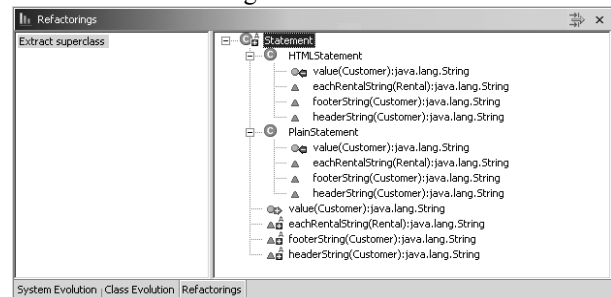 Refactorings
Extract superclass
Statement
HTMLStatement
value(Customer):java.lang.String
eachRentalString(Rental):java.lang.String
footerString(Customer):java.lang.String
headerString(Customer):java.lang.String
PlainStatement
value(Customer):java.lang.String
eachRentalString(Rental):java.lang.String
footerString(Customer):java.lang.String
headerString(Customer):java.lang.String
value(Customer):java.lang.String
eachRentalString(Rental):java.lang.String
footerString(Customer):java.lang.String
headerString(Customer):java.lang.String
System Evolution Class Evolution Refactorings